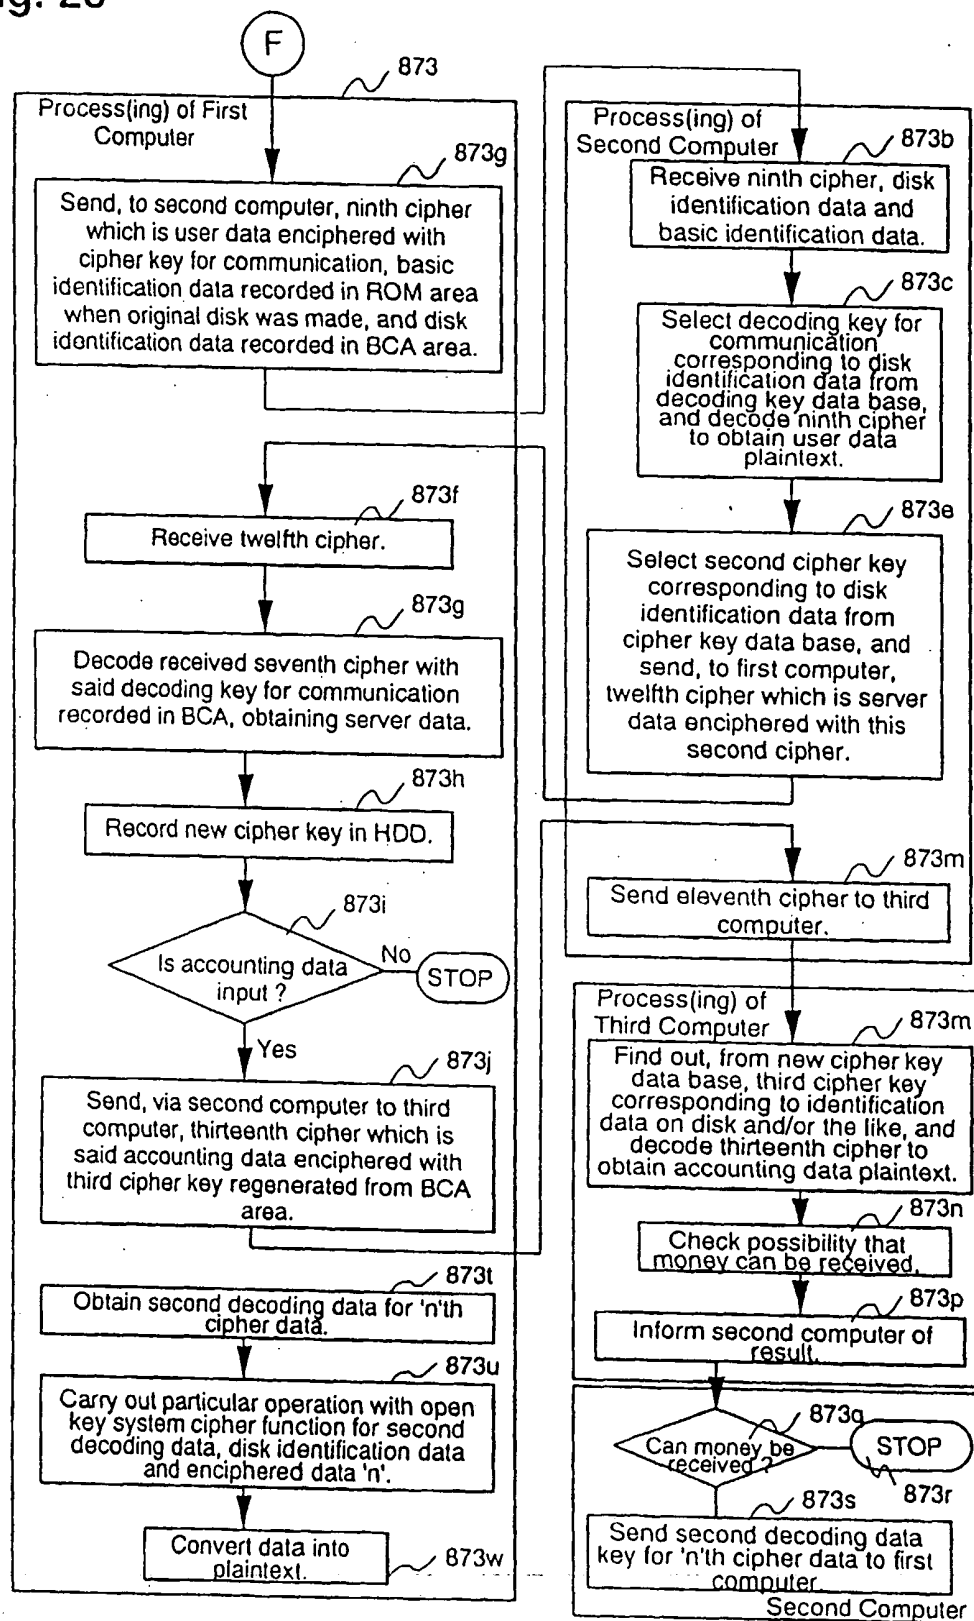 F
873
Process(ing) of First
Computer
873g
Send, to second computer, ninth cipher
which is user data enciphered with
cipher key for communication, basic
identification data recorded in ROM area
when original disk was made, and disk
identification data recorded in BCA area.
873f
Receive twelfth cipher.
873g
Decode received seventh cipher with
said decoding key for communication
recorded in BCA, obtaining server data.
873h
Record new cipher key in HDD.
873i
Is accounting data
input ?
No
STOP
Yes
873j
Send, via second computer to third
computer, thirteenth cipher which is
said accounting data enciphered with
third cipher key regenerated from BCA
area.
873t
Obtain second decoding data for 'n'th
cipher data.
873u
Carry out particular operation with open
key system cipher function for second
decoding data, disk identification data
and enciphered data 'n'.
Convert data into
plaintext.
873w
Process(ing) of
Second Computer
873b
Receive ninth cipher, disk
identification data and
basic identification data.
873c
Select decoding key for
communication
corresponding to disk
identification data from
decoding key data base,
and decode ninth cipher
to obtain user data
plaintext.
873e
Select second cipher key
corresponding to disk
identification data from
cipher key data base, and
send, to first computer,
twelfth cipher which is server
data enciphered with this
second cipher.
873m
Send eleventh cipher to third
computer.
Process(ing) of
Third Computer
873m
Find out, from new cipher key
data base, third cipher key
corresponding to identification
data on disk and/or the like, and
decode thirteenth cipher to
obtain accounting data plaintext.
873n
Check possibility that
money can be received.
873p
Inform second computer of
result.
873q
Can money be
received ?
STOP
873r
873s
Send second decoding data
key for 'n'th cipher data to first
computer.
Second Computer